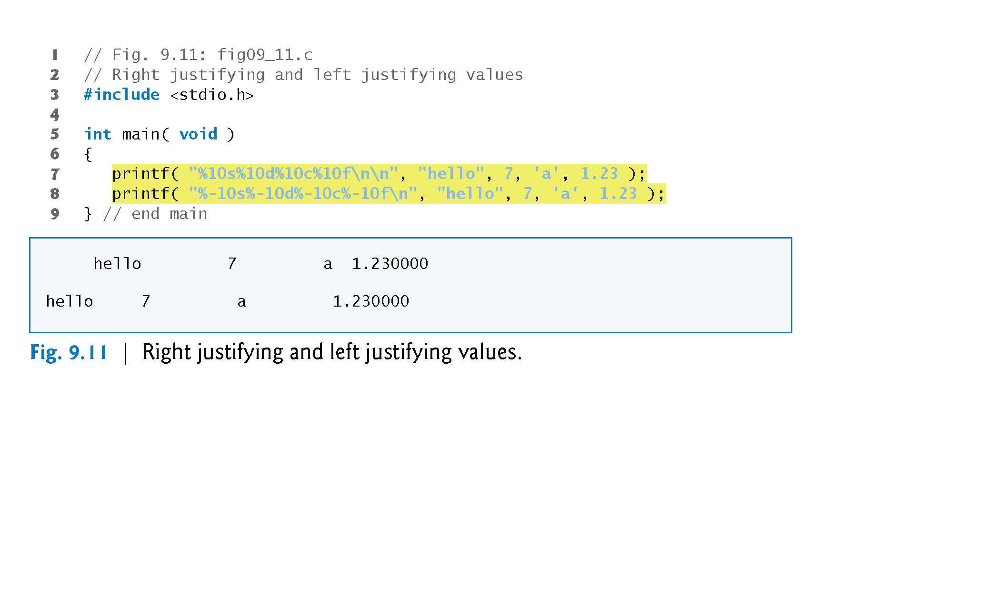 1 // Fig. 9.11: fig09_11.c
2 // Right justifying and left justifying values
3 #include <stdio.h>
4
5 int main( void )
6 {
7    printf( "%10s%10d%10c%10f\n\n", "hello", 7, 'a', 1.23 );
8    printf( "%-10s%-10d%-10c%-10f\n", "hello", 7, 'a', 1.23 );
9 } // end main
     hello         7         a  1.230000
hello     7         a         1.230000
Fig. 9.11 | Right justifying and left justifying values.